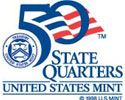 50
STATE
QUARTERS
UNITED STATES MINT
© 1998 U.S MINT